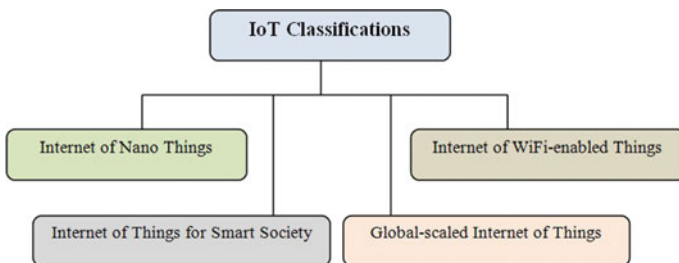 IoT Classifications
Internet of Nano Things
Internet of WiFi-enabled Things
Internet of Things for Smart Society
Global-scaled Internet of Things